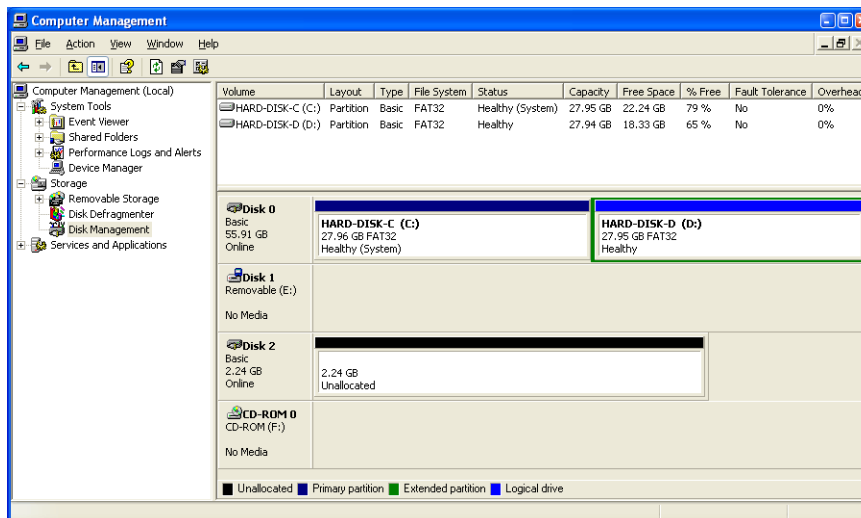 Computer Management
File Action View Window Help
Computer Management (Local)
System Tools
Event Viewer
Shared Folders
Performance Logs and Alerts
Device Manager
Storage
Removable Storage
Disk Defragmenter
Disk Management
Services and Applications
Volume Layout Type File System Status Capacity Free Space % Free Fault Tolerance Overhead
HARD-DISK-C (C:) Partition Basic FAT32 Healthy (System) 27.95 GB 22.24 GB 79 % No 0%
HARD-DISK-D (D:) Partition Basic FAT32 Healthy 27.94 GB 18.33 GB 65 % No 0%
Disk 0
Basic
55.91 GB
Online
HARD-DISK-C (C:)
27.96 GB FAT32
Healthy (System)
HARD-DISK-D (D:)
27.95 GB FAT32
Healthy
Disk 1
Removable (E:)
No Media
Disk 2
Basic
2.24 GB
Online
2.24 GB
Unallocated
CD-ROM 0
CD-ROM (F:)
No Media
Unallocated Primary partition Extended partition Logical drive